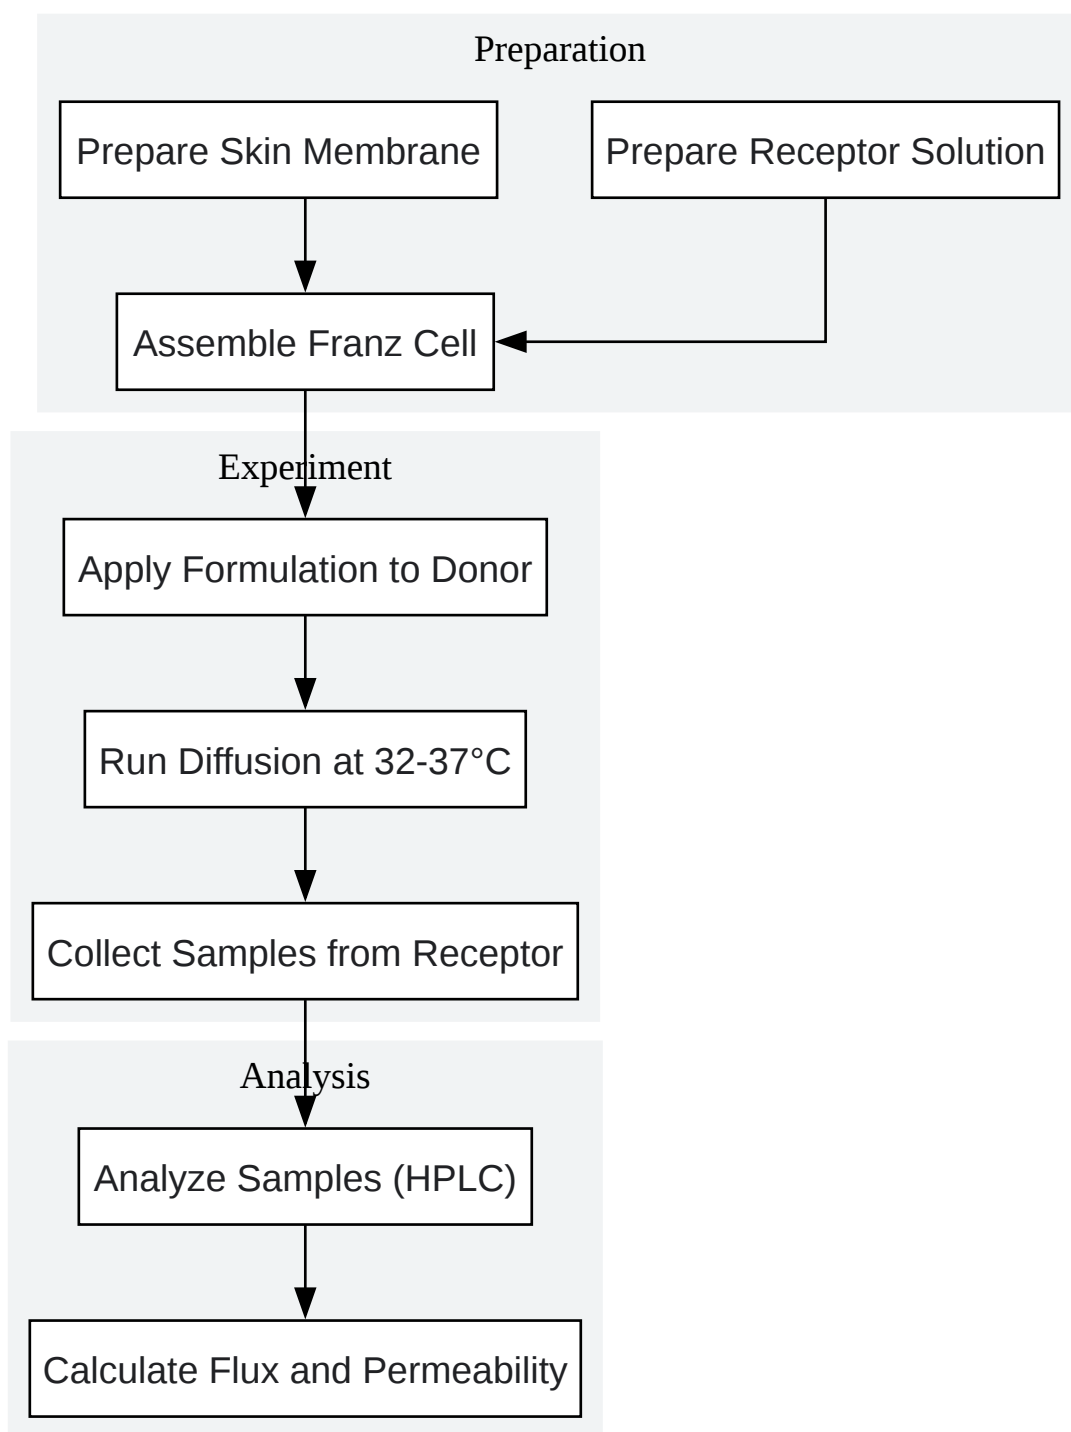 Preparation
Prepare Skin Membrane
Prepare Receptor Solution
Assemble Franz Cell
Experiment
Apply Formulation to Donor
Run Diffusion at 32-37°C
Collect Samples from Receptor
Analysis
Analyze Samples (HPLC)
Calculate Flux and Permeability